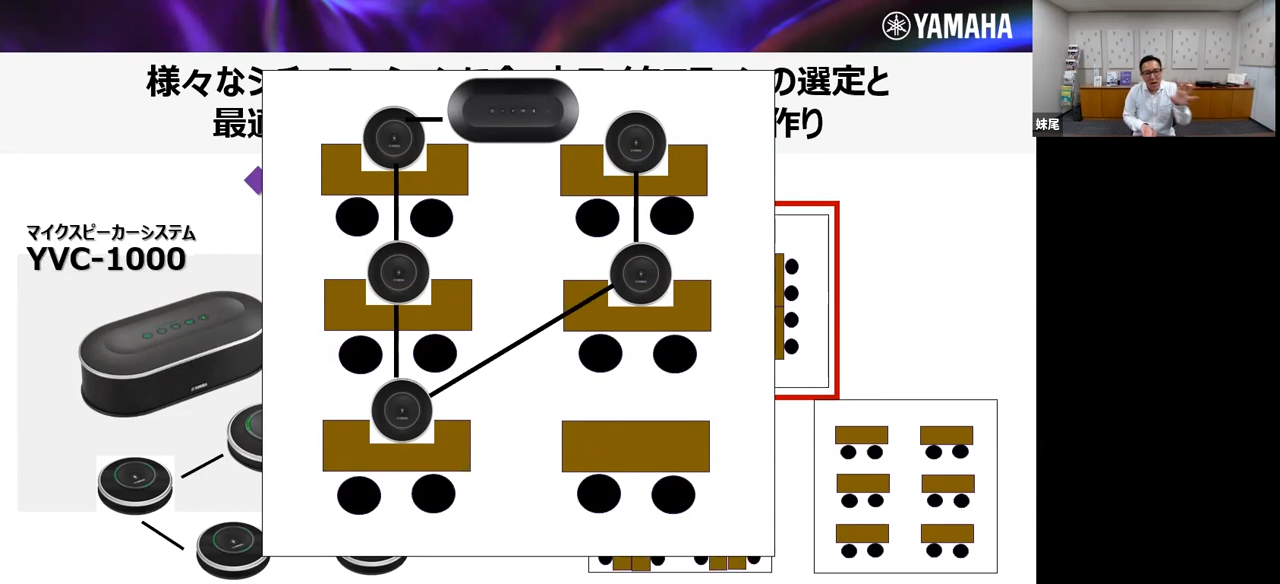 YAMAHA
様々なシチ
の選定と
最適
作り
妹尾
マイクスピーカーシステム
YVC-1000